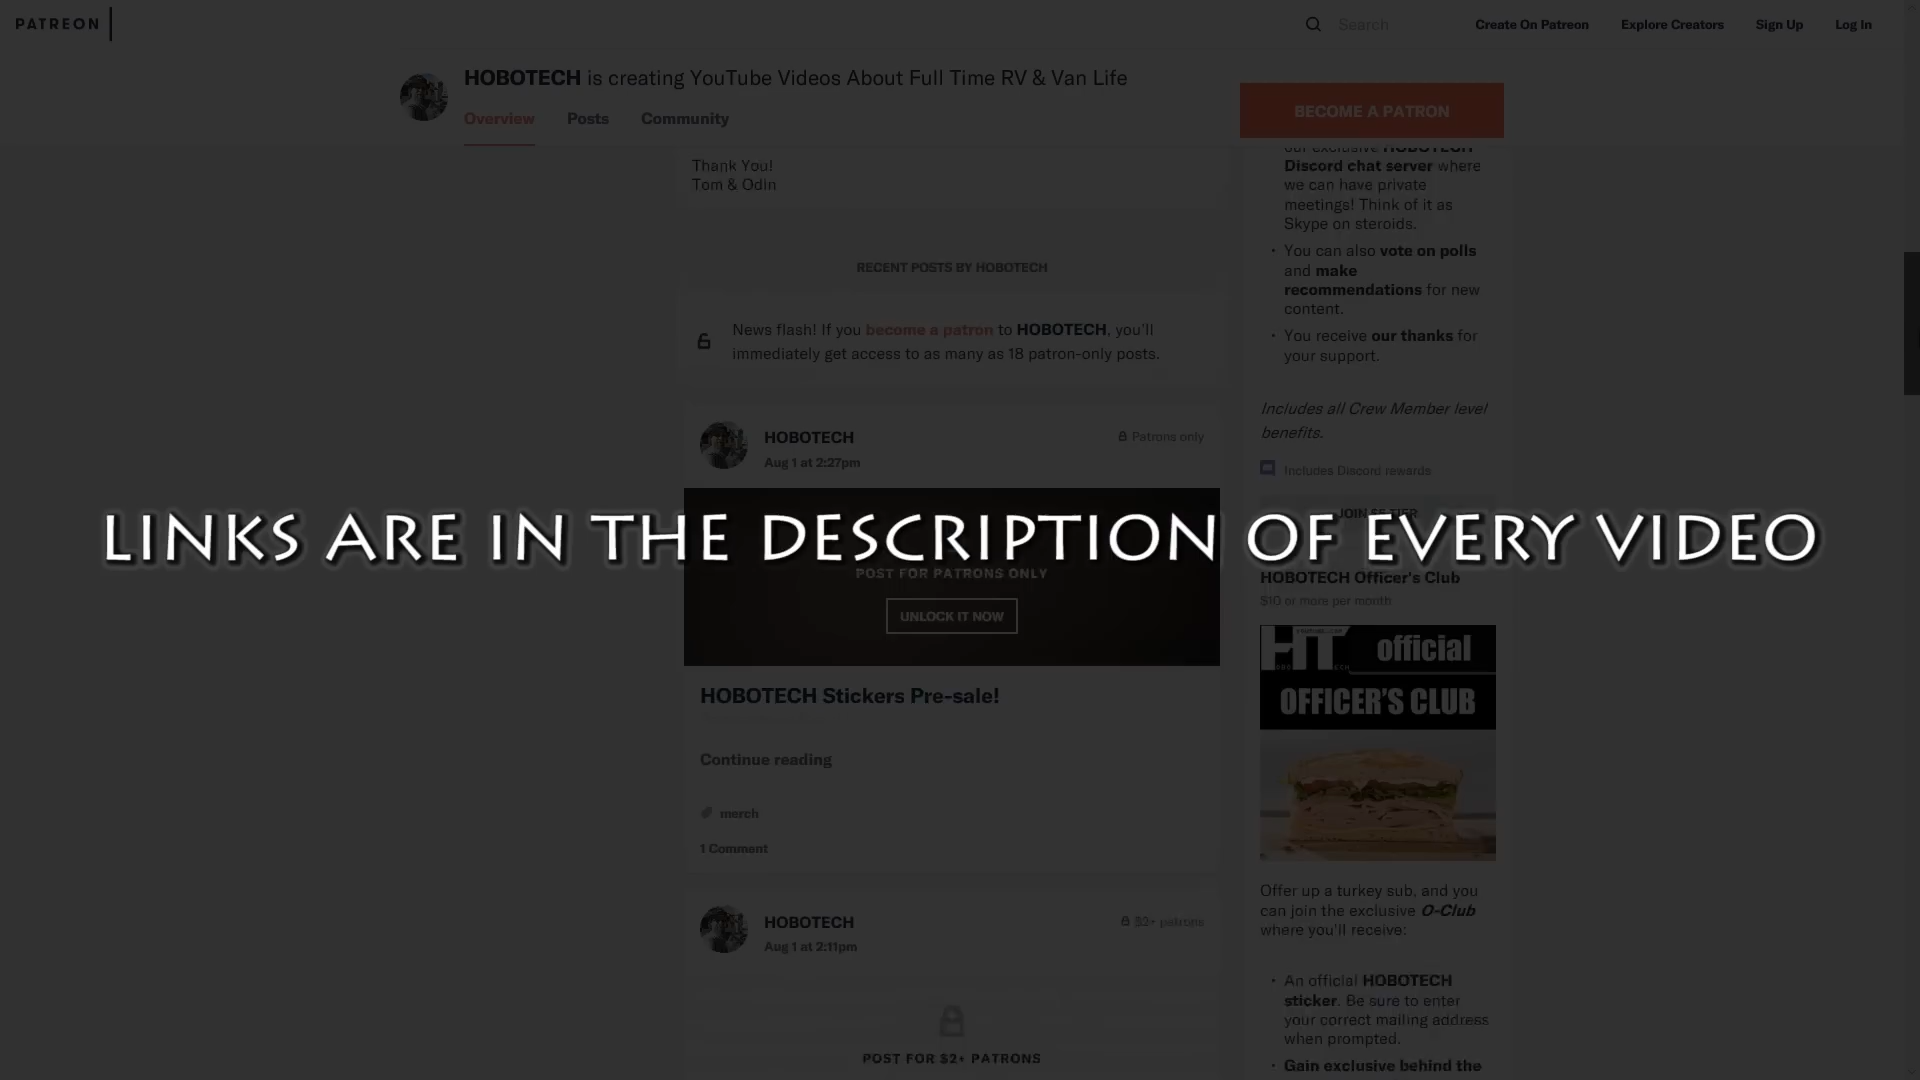 PATREON
Search
Create On Patreon
Explore Creators
Sign Up
Log In
HOBOTECH is creating YouTube Videos About Full Time RV & Van Life
Overview
Posts
Community
BECOME A PATRON
Thank You!
Tom & Odin
RECENT POSTS BY HOBOTECH
News flash! If you become a patron to HOBOTECH, you'll
immediately get access to as many as 18 patron-only posts.
HOBOTECH
Patrons only
Aug 1 at 2:27pm
LINKS ARE IN THE DESCRIPTION OF EVERY VIDEO
POST FOR PATRONS ONLY
UNLOCK IT NOW
HOBOTECH Stickers Pre-sale!
Continue reading
merch
1 Comment
HOBOTECH
$2+ patrons
Aug 1 at 2:11pm
POST FOR $2+ PATRONS
our exclusive HOBOTECH
Discord chat server where
we can have private
meetings! Think of it as
Skype on steroids.
• You can also vote on polls
and make
recommendations for new
content.
• You receive our thanks for
your support.
Includes all Crew Member level
benefits.
Includes Discord rewards
JOIN $5 TIER
HOBOTECH Officer's Club
$10 or more per month
HT official
OFFICER'S CLUB
Offer up a turkey sub, and you
can join the exclusive O-Club
where you'll receive:
• An official HOBOTECH
sticker. Be sure to enter
your correct mailing address
when prompted.
• Gain exclusive behind the